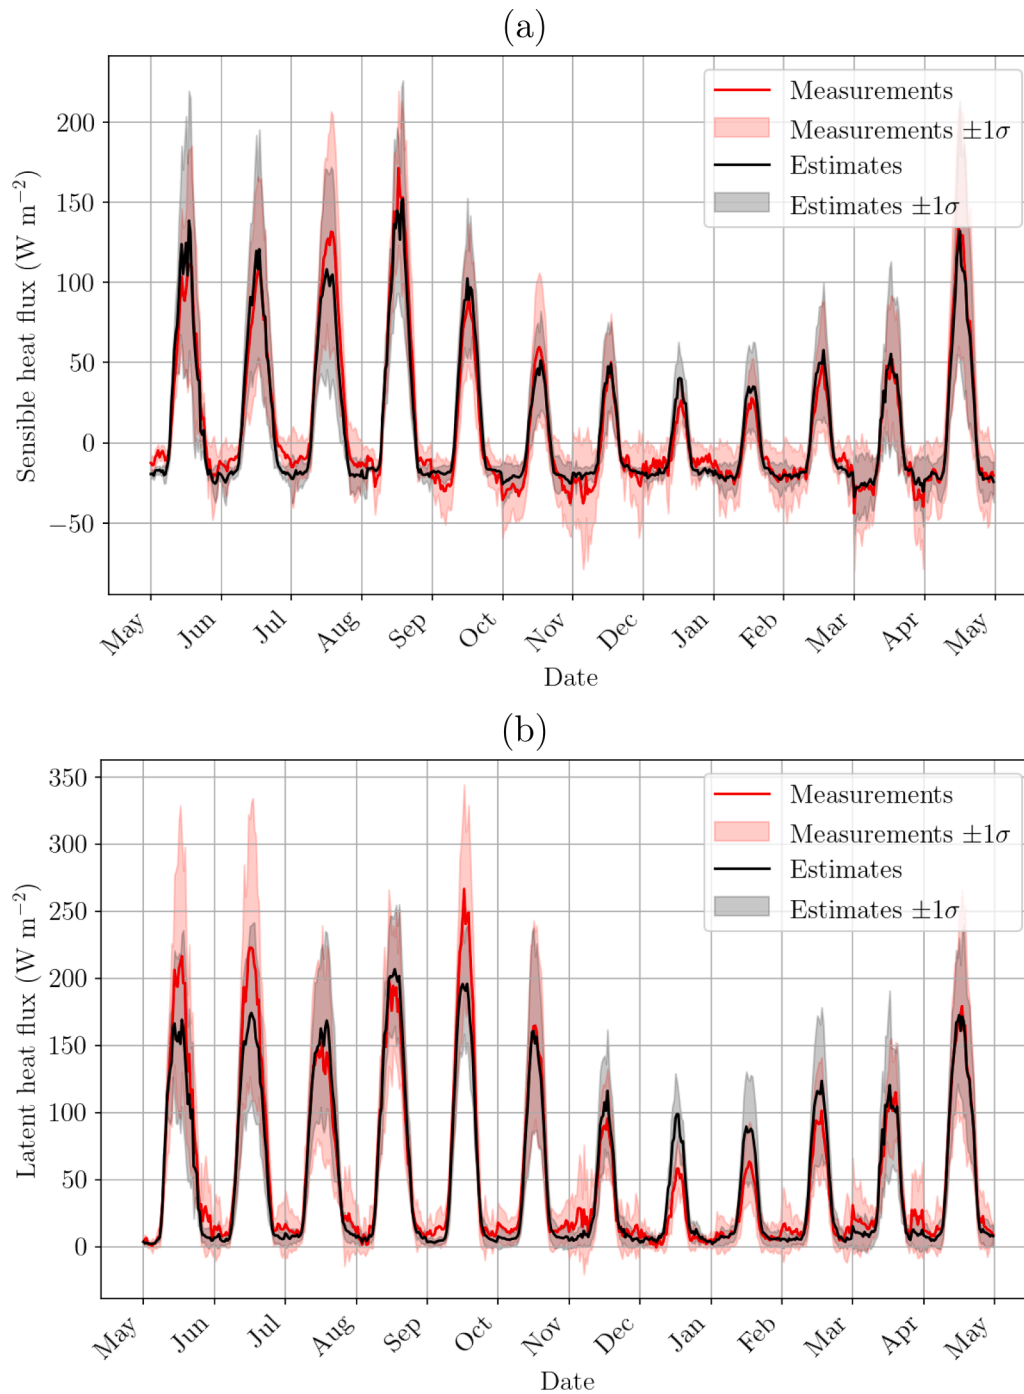 (a)
Sensible heat flux (W m⁻²)
200
150
100
50
0
−50
Measurements
Measurements ±1σ
Estimates
Estimates ±1σ
May
Jun
Jul
Aug
Sep
Oct
Nov
Dec
Jan
Feb
Mar
Apr
May
Date
(b)
Latent heat flux (W m⁻²)
350
300
250
200
150
100
50
0
Measurements
Measurements ±1σ
Estimates
Estimates ±1σ
May
Jun
Jul
Aug
Sep
Oct
Nov
Dec
Jan
Feb
Mar
Apr
May
Date